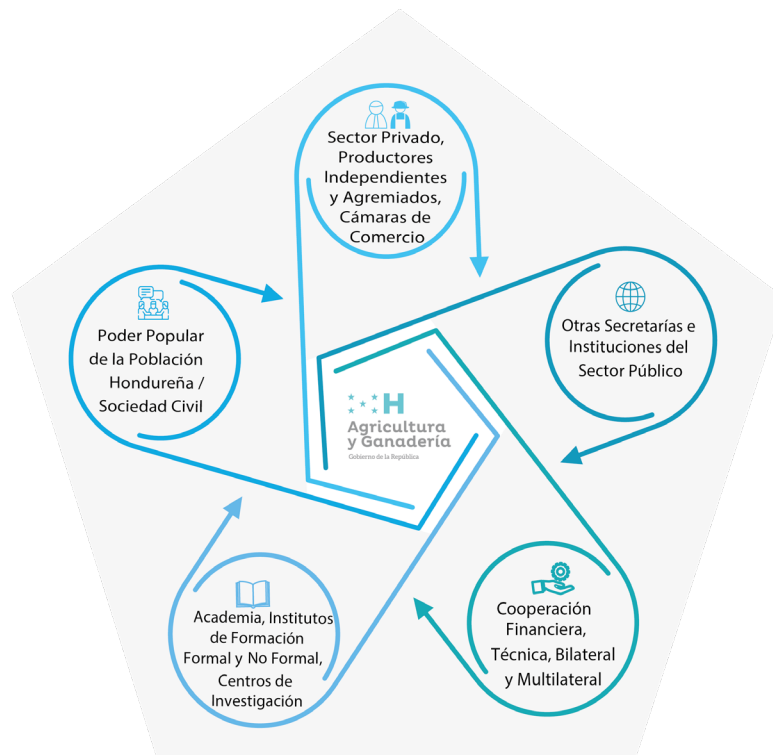 Sector Privado,
Productores
Independientes
y Agremiados,
Cámaras de
Comercio
Otras Secretarías e
Instituciones del
Sector Público
Poder Popular
de la Población
Hondureña /
Sociedad Civil
H
Agricultura
y Ganadería
Gobierno de la República
Academia, Institutos
de Formación
Formal y No Formal,
Centros de
Investigación
Cooperación
Financiera,
Técnica, Bilateral
y Multilateral